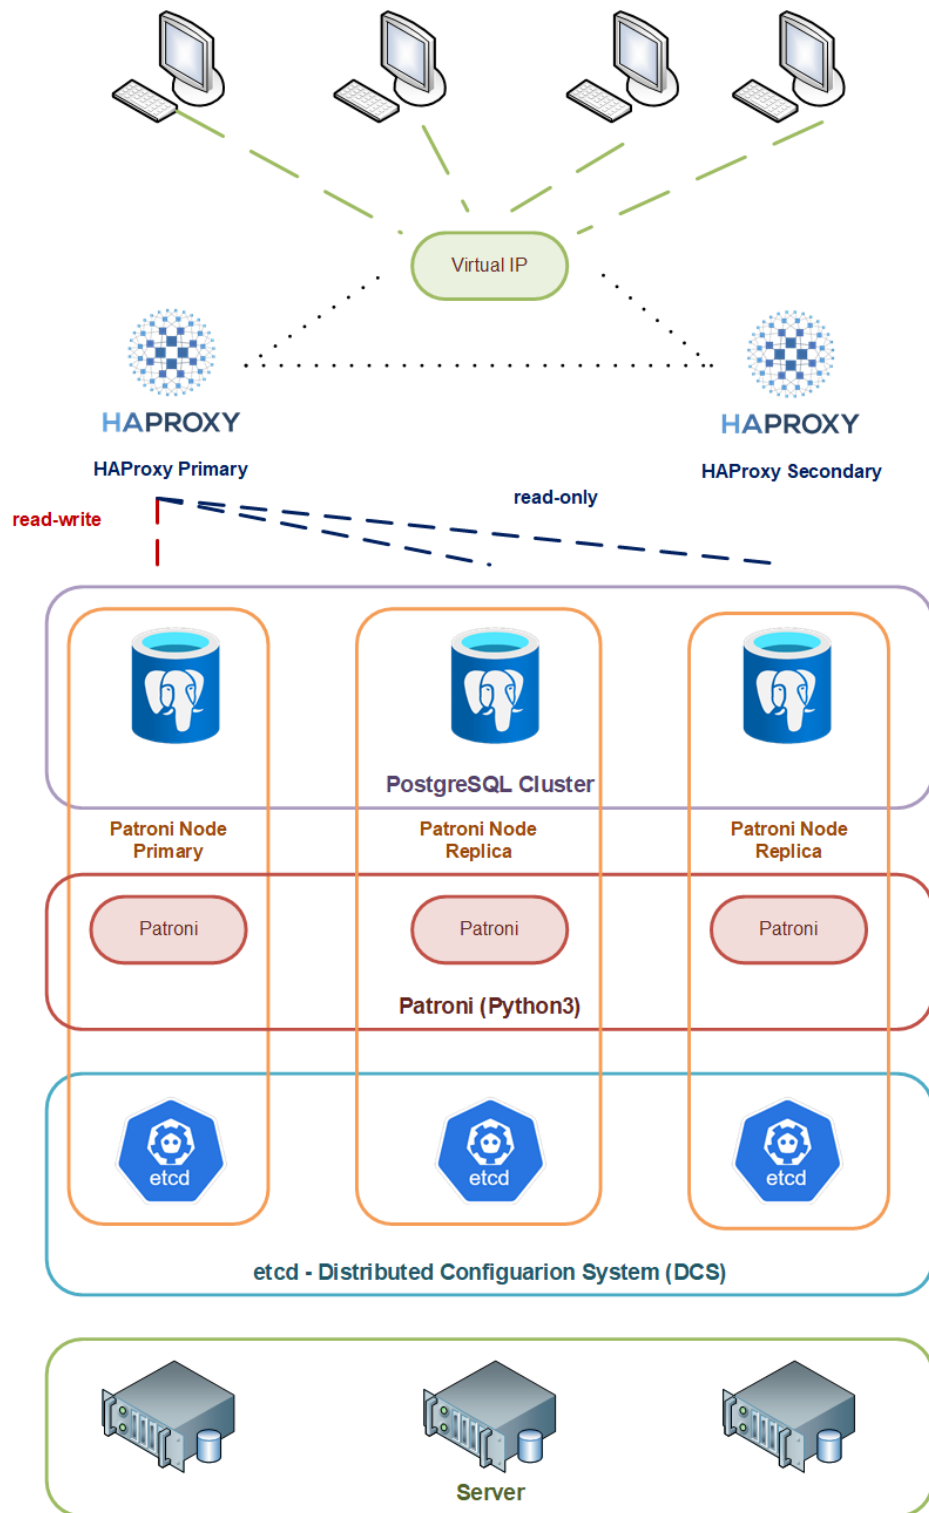 Virtual IP
HAPROXY
HAPROXY
HAProxy Primary
HAProxy Secondary
read-only
read-write
PostgreSQL Cluster
Patroni Node
Primary
Patroni Node
Replica
Patroni Node
Replica
Patroni
Patroni
Patroni
Patroni (Python3)
etcd
etcd
etcd
etcd - Distributed Configuarion System (DCS)
Server